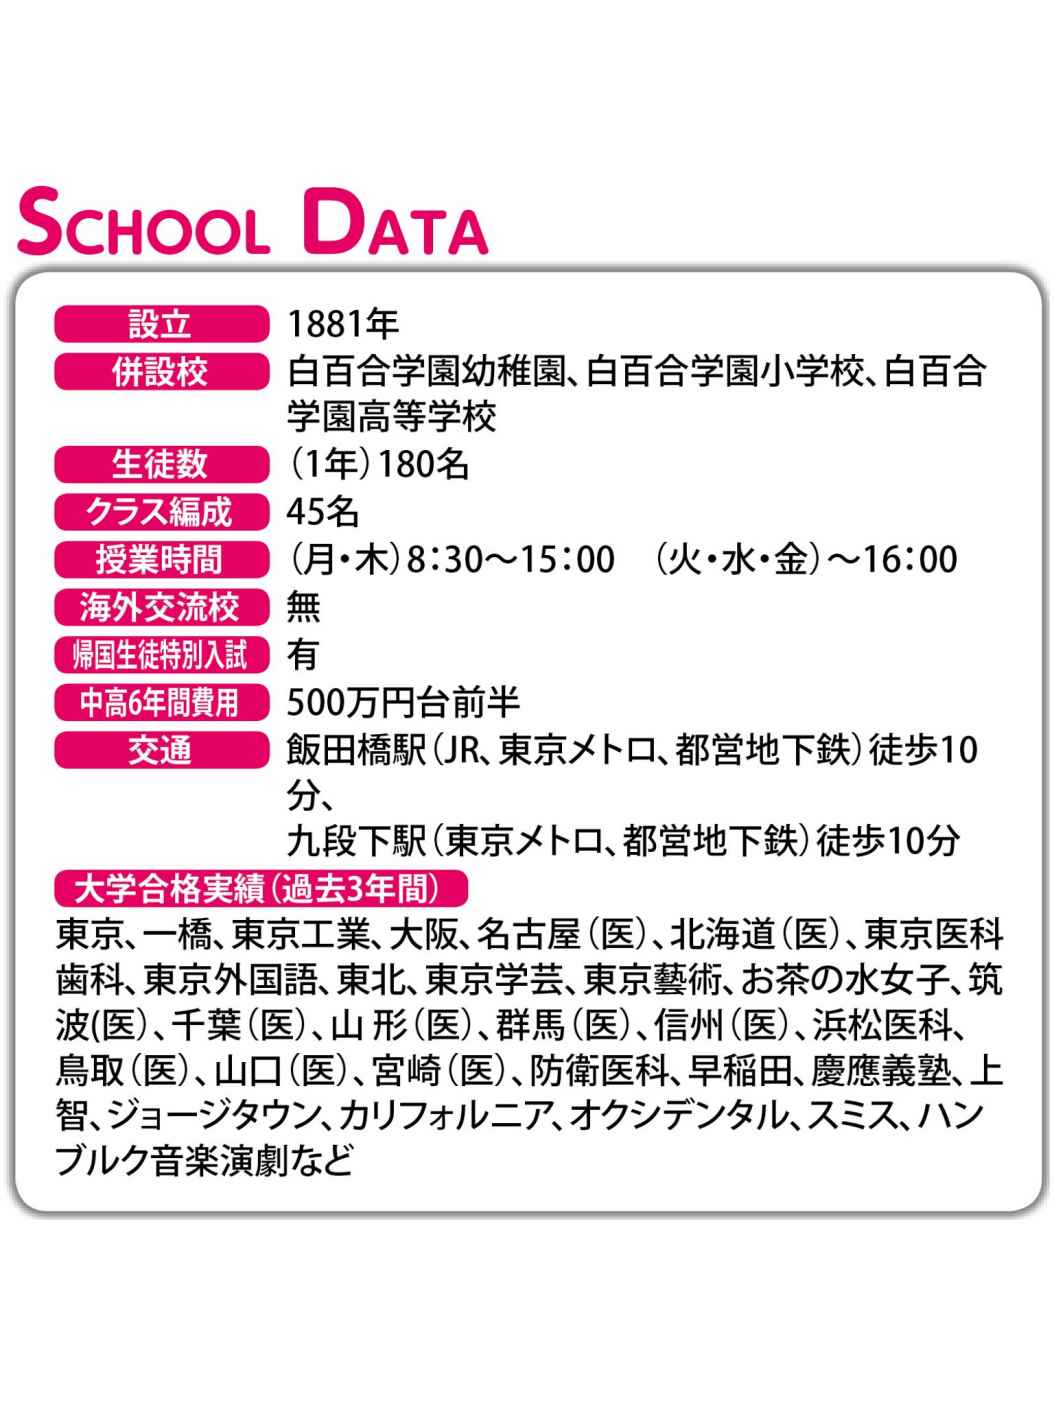 SCHOOL DATA
設立 1881年
併設校 白百合学園幼稚園、白百合学園小学校、白百合
学園高等学校
生徒数 （1年）180名
クラス編成 45名
授業時間 （月・木）8：30～15：00　（火・水・金）～16：00
海外交流校 無
帰国生徒特別入試 有
中高6年間費用 500万円台前半
交通 飯田橋駅（JR、東京メトロ、都営地下鉄）徒歩10
分、
九段下駅（東京メトロ、都営地下鉄）徒歩10分
大学合格実績（過去3年間）
東京、一橋、東京工業、大阪、名古屋（医）、北海道（医）、東京医科
歯科、東京外国語、東北、東京学芸、東京藝術、お茶の水女子、筑
波(医）、千葉（医）、山 形（医）、群馬（医）、信州（医）、浜松医科、
鳥取（医）、山口（医）、宮崎（医）、防衛医科、早稲田、慶應義塾、上
智、ジョージタウン、カリフォルニア、オクシデンタル、スミス、ハン
ブルク音楽演劇など